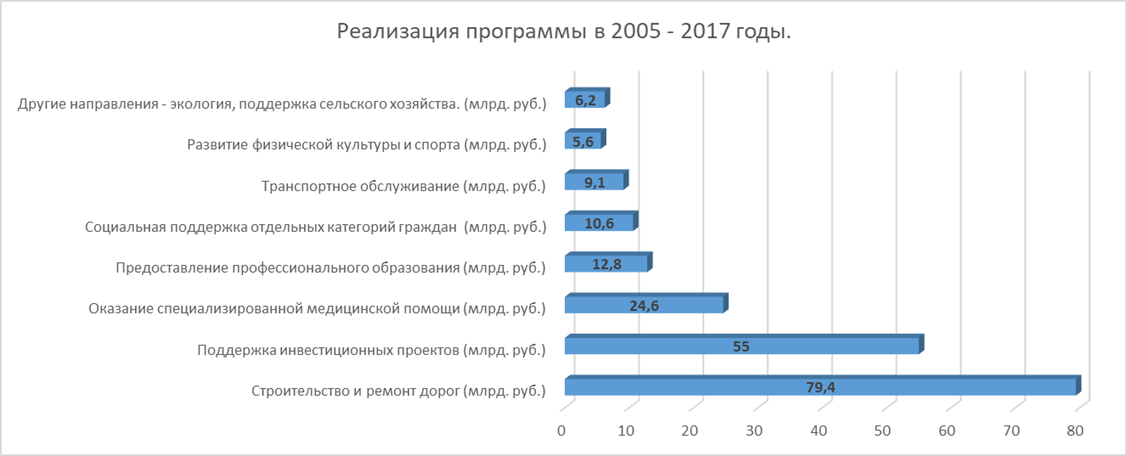 Реализация программы в 2005 - 2017 годы.
Другие направления - экология, поддержка сельского хозяйства. (млрд. руб.) 6,2
Развитие физической культуры и спорта (млрд. руб.) 5,6
Транспортное обслуживание (млрд. руб.) 9,1
Социальная поддержка отдельных категорий граждан (млрд. руб.) 10,6
Предоставление профессионального образования (млрд. руб.) 12,8
Оказание специализированной медицинской помощи (млрд. руб.) 24,6
Поддержка инвестиционных проектов (млрд. руб.) 55
Строительство и ремонт дорог (млрд. руб.) 79,4
0 10 20 30 40 50 60 70 80